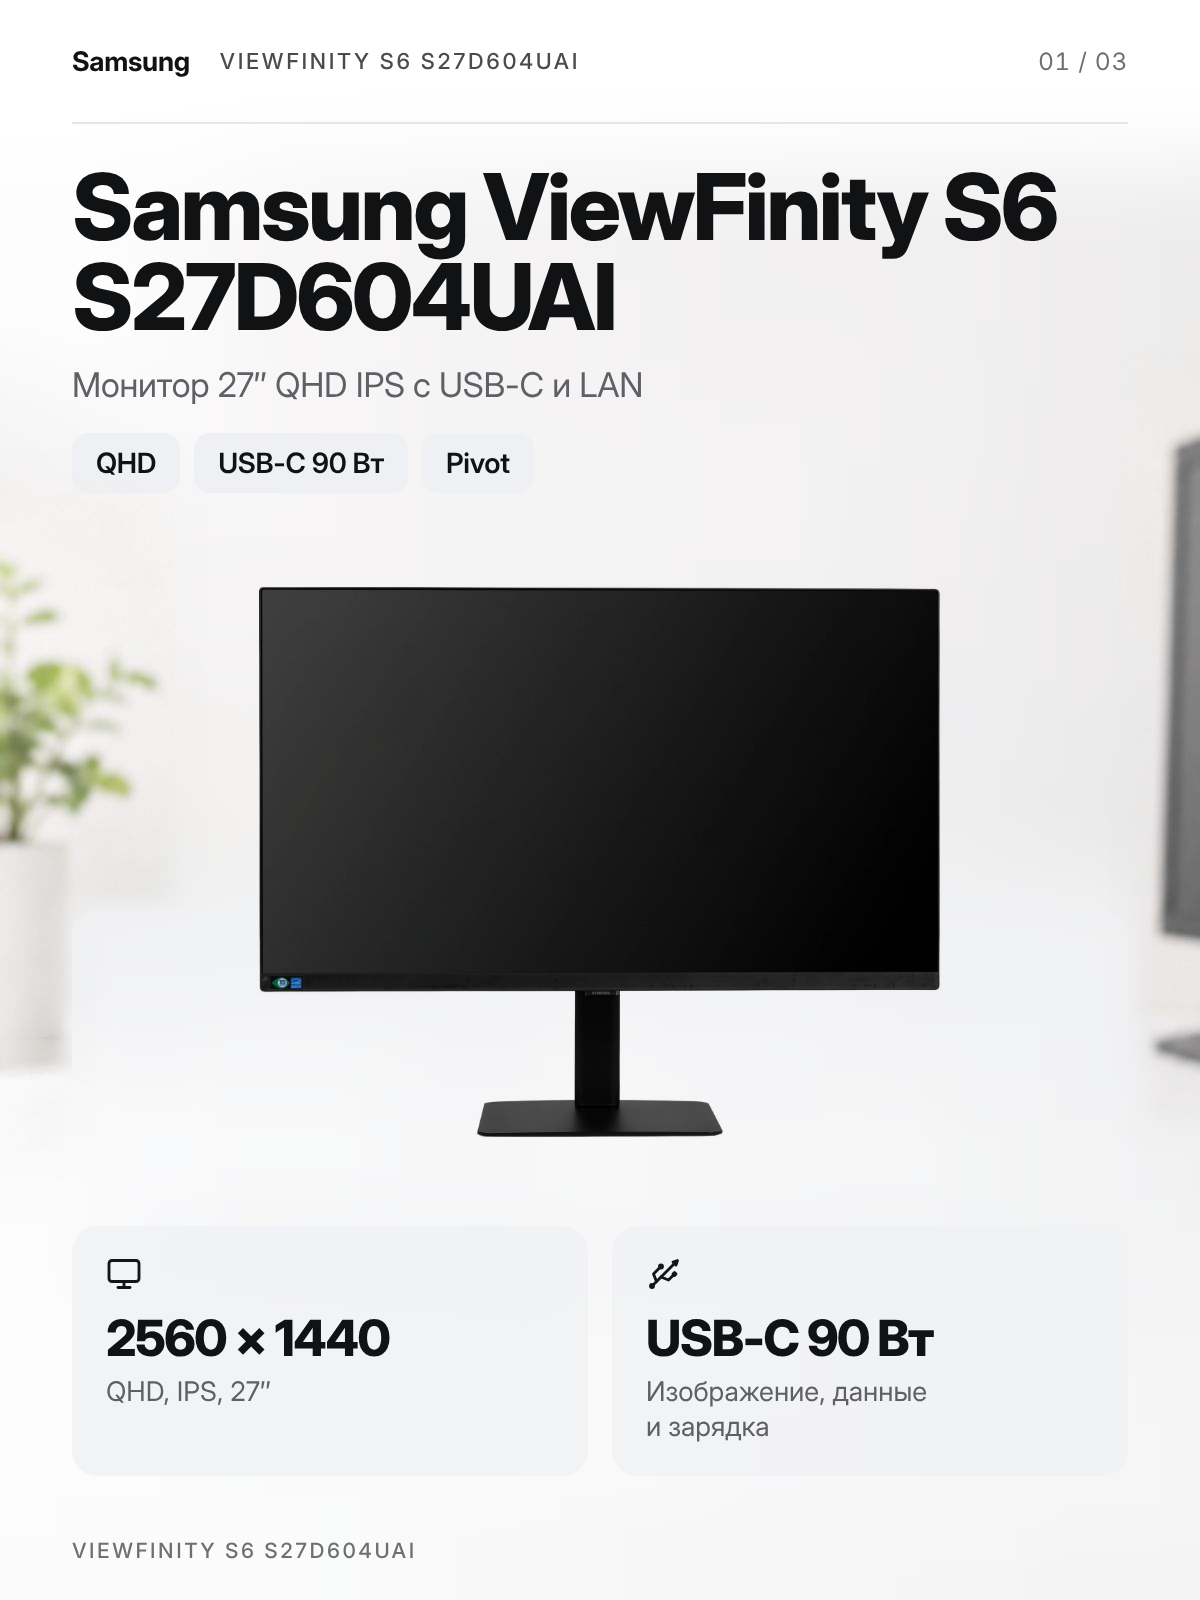 Samsung VIEWFINITY S6 S27D604UAI 01 / 03
Samsung ViewFinity S6
S27D604UAI
Монитор 27″ QHD IPS с USB-C и LAN
QHD USB-C 90 Вт Pivot
2560 × 1440
QHD, IPS, 27″
USB-C 90 Вт
Изображение, данные
и зарядка
VIEWFINITY S6 S27D604UAI